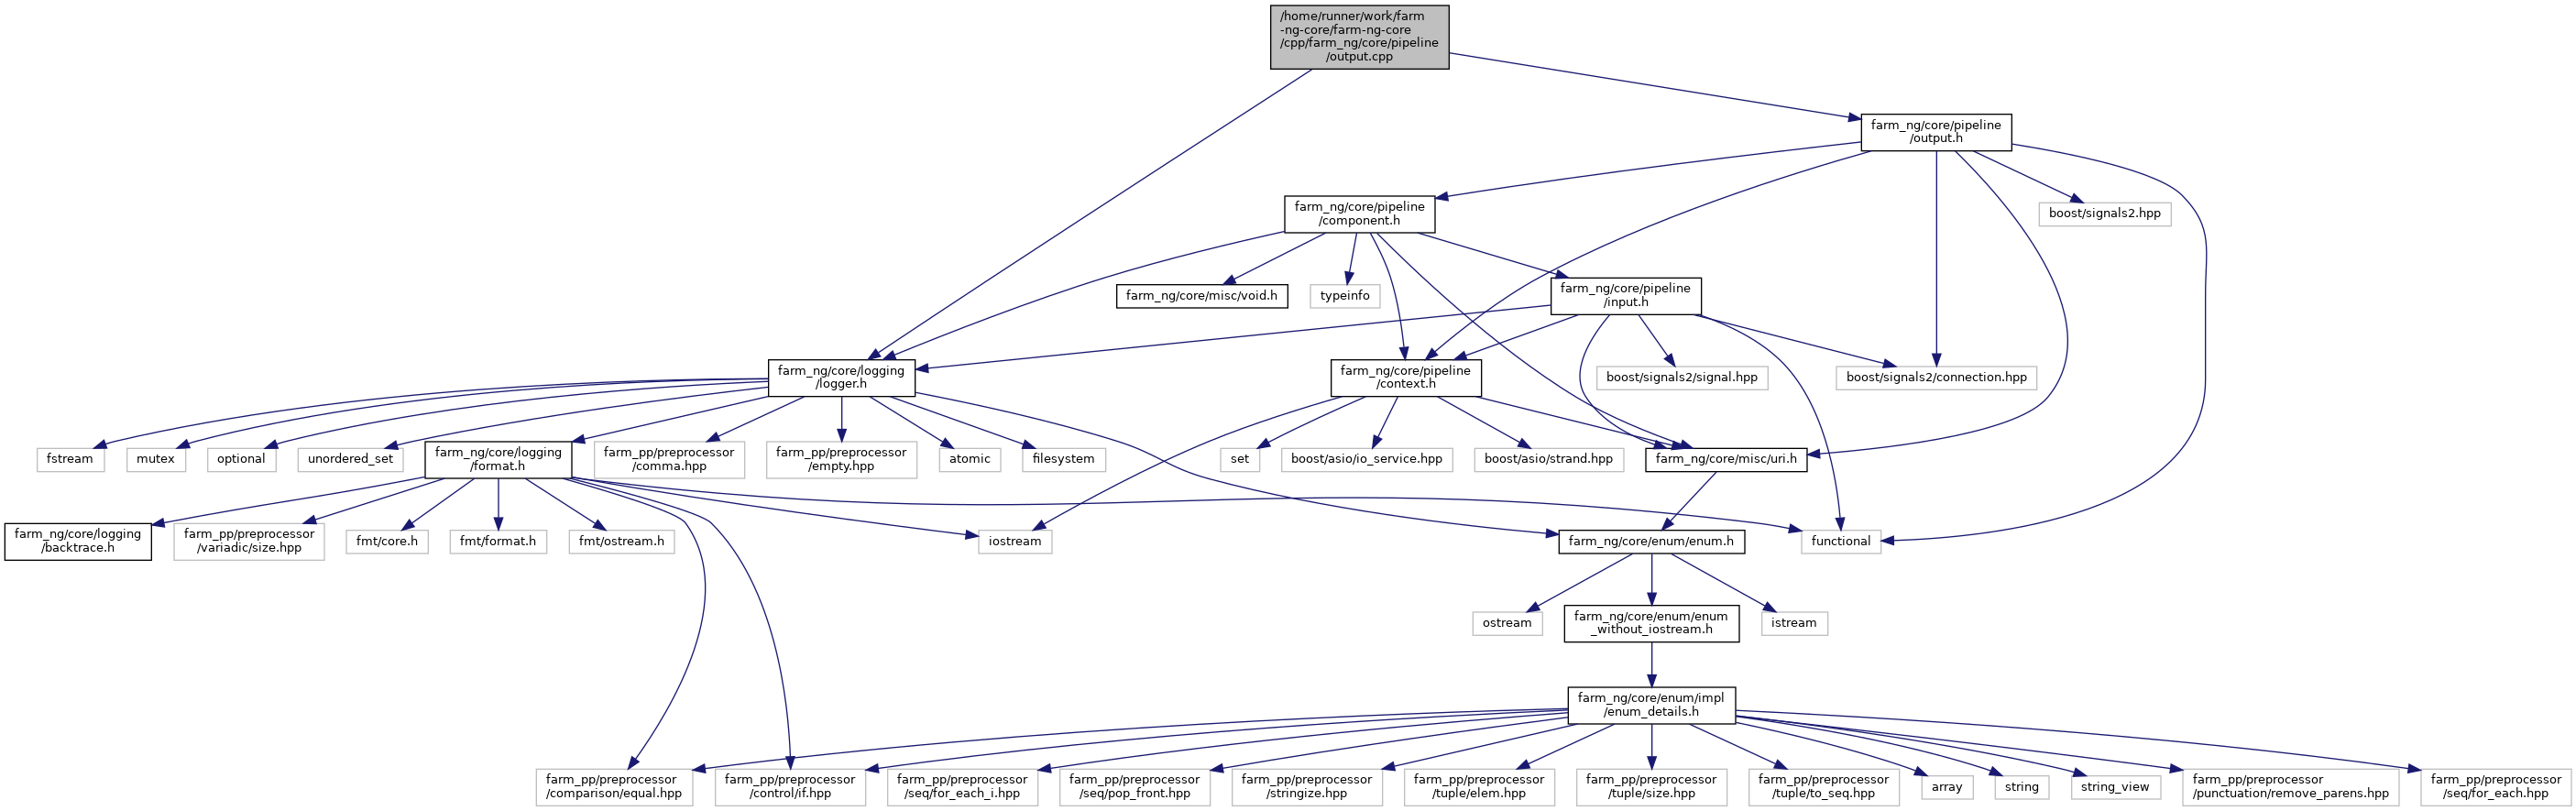 /home/runner/work/farm
-ng-core/farm-ng-core
/cpp/farm_ng/core/pipeline
/output.cpp
farm_ng/core/pipeline
/output.h
farm_ng/core/pipeline
/component.h
boost/signals2.hpp
farm_ng/core/misc/void.h
typeinfo
farm_ng/core/pipeline
/input.h
farm_ng/core/logging
/logger.h
farm_ng/core/pipeline
/context.h
boost/signals2/signal.hpp
boost/signals2/connection.hpp
fstream
mutex
optional
unordered_set
farm_ng/core/logging
/format.h
farm_pp/preprocessor
/comma.hpp
farm_pp/preprocessor
/empty.hpp
atomic
filesystem
set
boost/asio/io_service.hpp
boost/asio/strand.hpp
farm_ng/core/misc/uri.h
farm_ng/core/logging
/backtrace.h
farm_pp/preprocessor
/variadic/size.hpp
fmt/core.h
fmt/format.h
fmt/ostream.h
iostream
farm_ng/core/enum/enum.h
functional
ostream
farm_ng/core/enum/enum
_without_iostream.h
istream
farm_ng/core/enum/impl
/enum_details.h
farm_pp/preprocessor
/comparison/equal.hpp
farm_pp/preprocessor
/control/if.hpp
farm_pp/preprocessor
/seq/for_each_i.hpp
farm_pp/preprocessor
/seq/pop_front.hpp
farm_pp/preprocessor
/stringize.hpp
farm_pp/preprocessor
/tuple/elem.hpp
farm_pp/preprocessor
/tuple/size.hpp
farm_pp/preprocessor
/tuple/to_seq.hpp
array
string
string_view
farm_pp/preprocessor
/punctuation/remove_parens.hpp
farm_pp/preprocessor
/seq/for_each.hpp